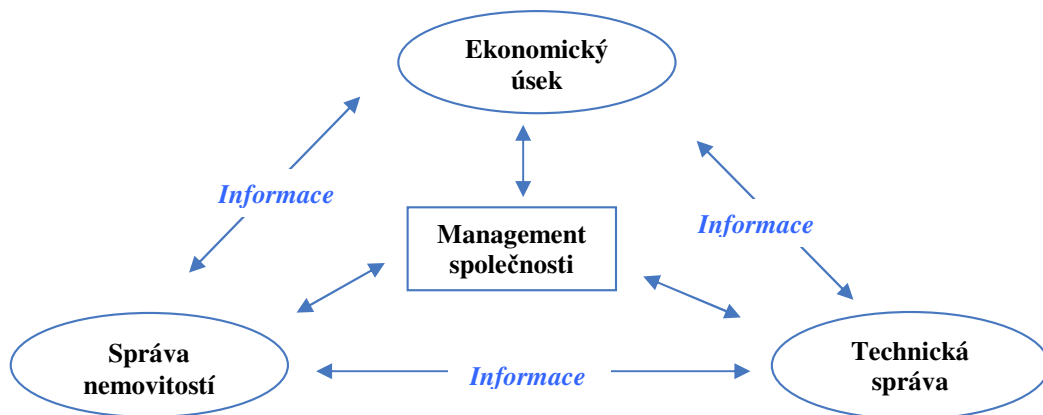 Ekonomický
úsek
Informace
Informace
Management
společnosti
Správa
nemovitostí
Informace
Technická
správa